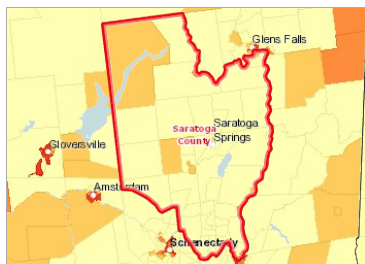 Glens Falls
Saratoga
County
Saratoga
Springs
Gloversville
Amsterdam
Schenectady